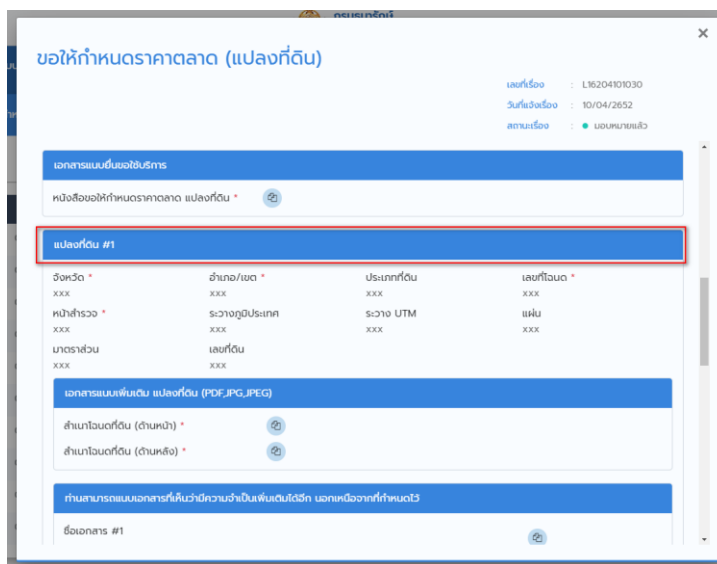 กรมธนารักษ์
×
ขอให้กำหนดราคาตลาด (แปลงที่ดิน)
เลขที่เรื่อง : L16204101030
วันที่แจ้งเรื่อง : 10/04/2652
สถานะเรื่อง : มอบหมายแล้ว
เอกสารแนบยื่นขอใช้บริการ
หนังสือขอให้กำหนดราคาตลาด แปลงที่ดิน *
แปลงที่ดิน #1
จังหวัด * อำเภอ/เขต * ประเภทที่ดิน เลขที่โฉนด *
xxx xxx xxx xxx
หน้าสำรวจ * ระวางภูมิประเทศ ระวาง UTM แผ่น
xxx xxx xxx xxx
มาตราส่วน เลขที่ดิน
xxx xxx
เอกสารแนบเพิ่มเติม แปลงที่ดิน (PDF,JPG,JPEG)
สำเนาโฉนดที่ดิน (ด้านหน้า) *
สำเนาโฉนดที่ดิน (ด้านหลัง) *
ท่านสามารถแนบเอกสารที่เห็นว่ามีความจำเป็นเพิ่มเติมได้อีก นอกเหนือจากที่กำหนดไว้
ชื่อเอกสาร #1